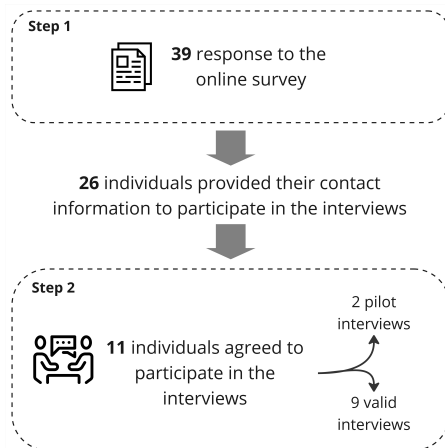 Step 1
39 response to the
online survey
26 individuals provided their contact
information to participate in the interviews
Step 2
11 individuals agreed to
participate in the
interviews
2 pilot
interviews
9 valid
interviews